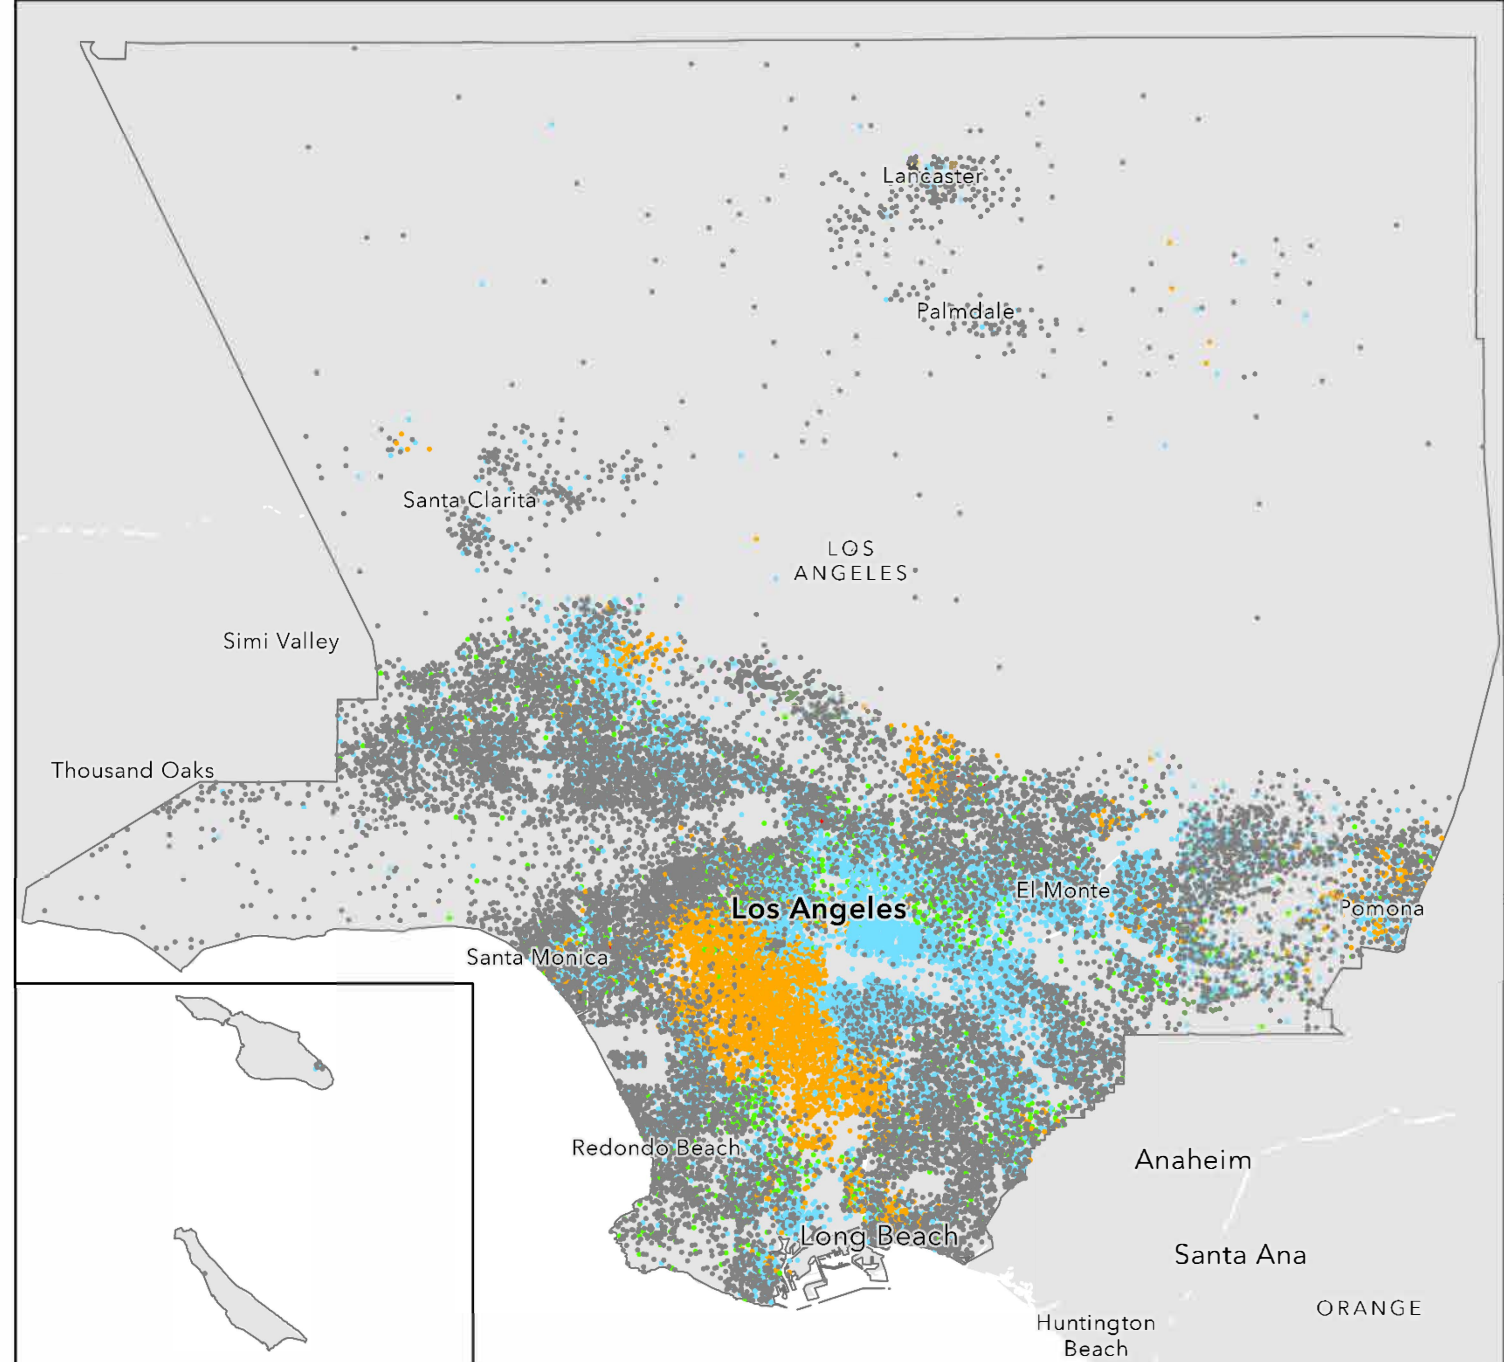 Lancaster
Palmdale
Santa Clarita
LOS
ANGELES
Simi Valley
Thousand Oaks
El Monte
Los Angeles
Pomona
Santa Monica
Redondo Beach
Anaheim
Long Beach
Santa Ana
ORANGE
Huntington
Beach